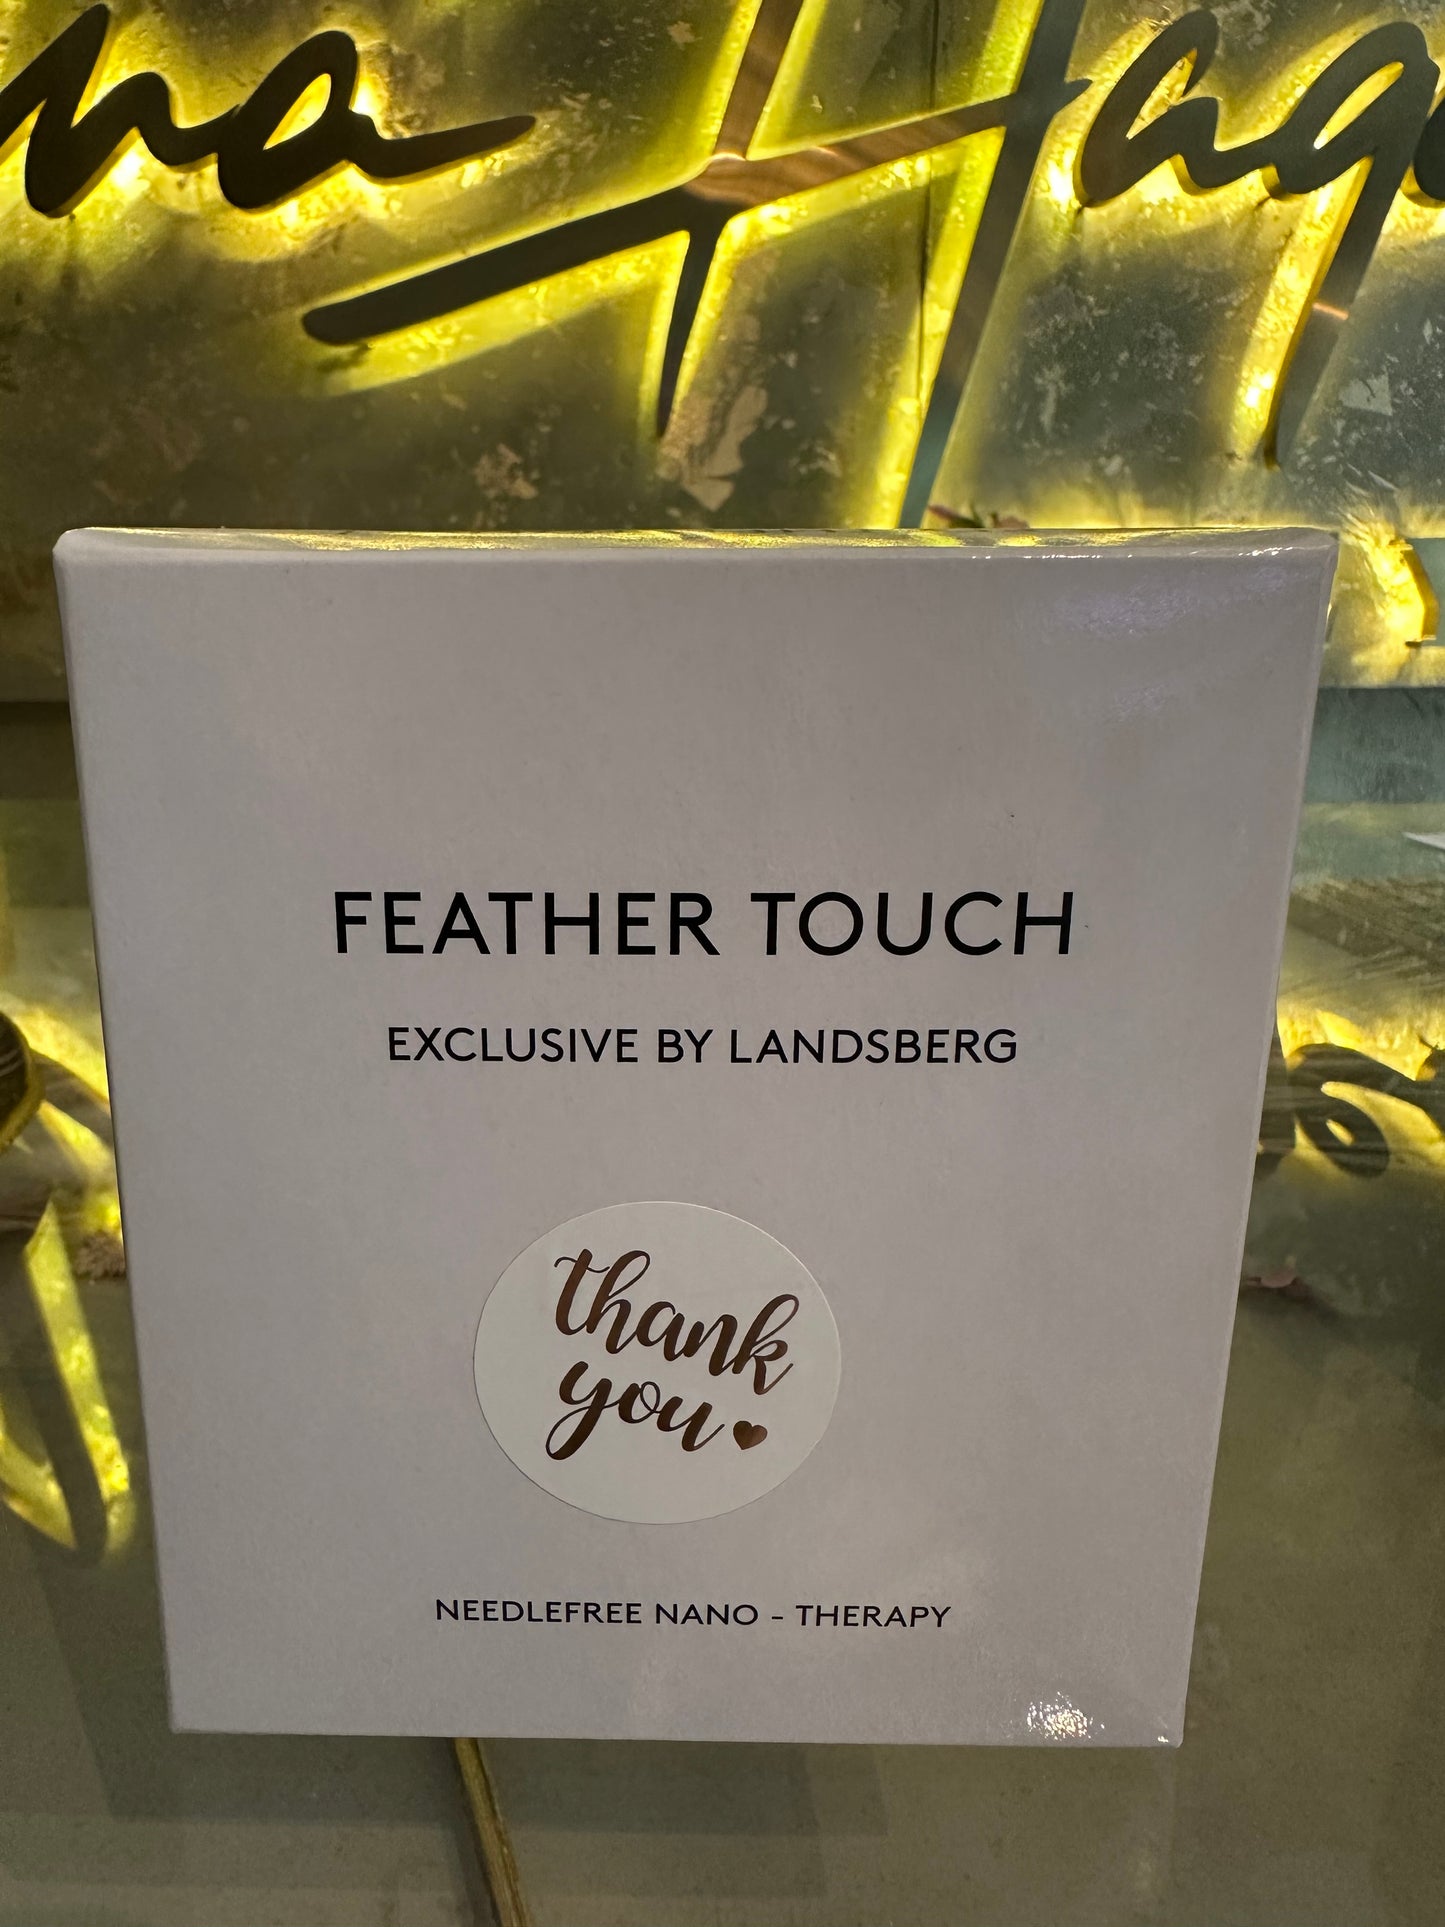 FEATHER TOUCH
EXCLUSIVE BY LANDSBERG
thank
you
NEEDLEFREE NANO - THERAPY